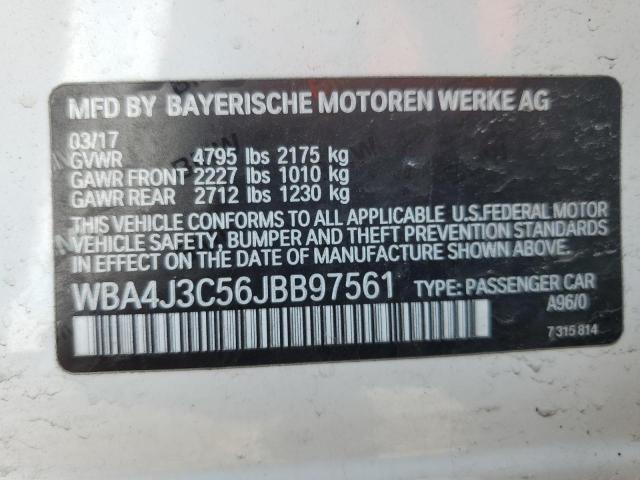 MFD BY BAYERISCHE MOTOREN WERKE AG
03/17
GVWR 4795 lbs 2175 kg
GAWR FRONT 2227 lbs 1010 kg
GAWR REAR 2712 lbs 1230 kg
THIS VEHICLE CONFORMS TO ALL APPLICABLE U.S.FEDERAL MOTOR
VEHICLE SAFETY, BUMPER AND THEFT PREVENTION STANDARDS
IN EFFECT ON THE DATE OF MANUFACTURE SHOWN ABOVE.
WBA4J3C56JBB97561 TYPE: PASSENGER CAR
A96/0
7 315 814